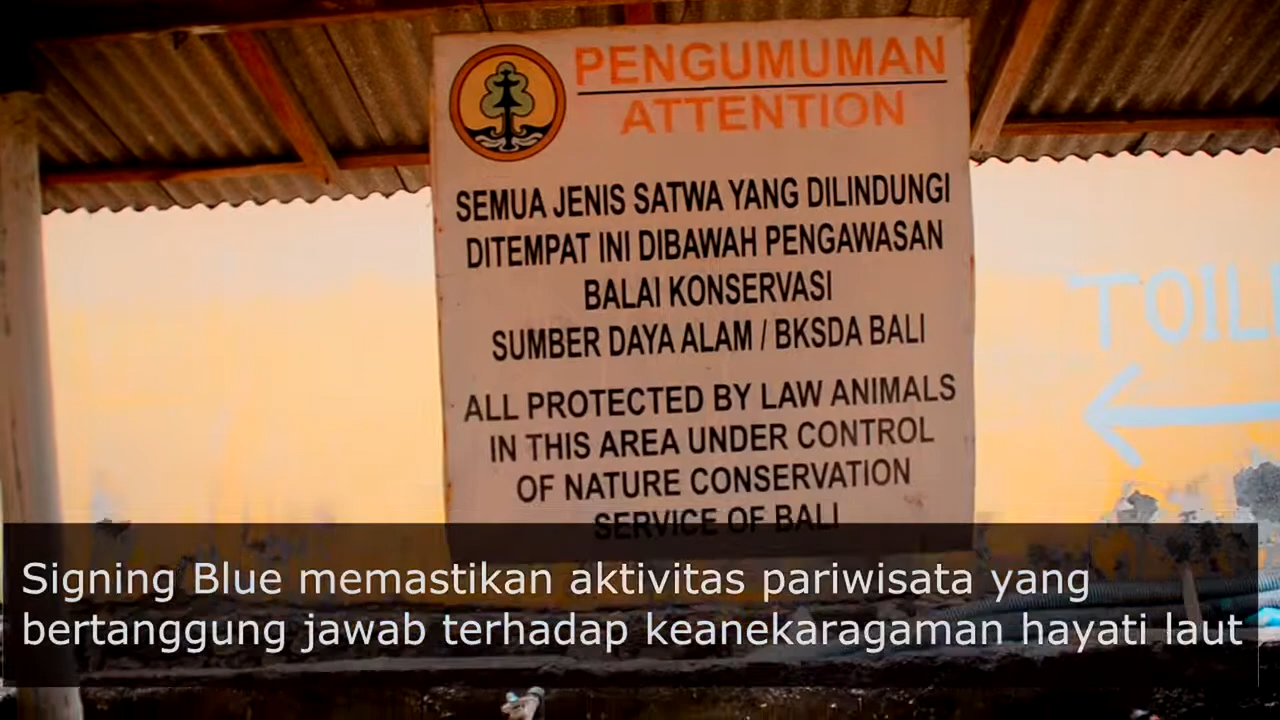 PENGUMUMAN
ATTENTION
SEMUA JENIS SATWA YANG DILINDUNGI
DITEMPAT INI DIBAWAH PENGAWASAN
BALAI KONSERVASI
SUMBER DAYA ALAM / BKSDA BALI
ALL PROTECTED BY LAW ANIMALS
IN THIS AREA UNDER CONTROL
OF NATURE CONSERVATION
SERVICE OF BALI
Signing Blue memastikan aktivitas pariwisata yang
bertanggung jawab terhadap keanekaragaman hayati laut